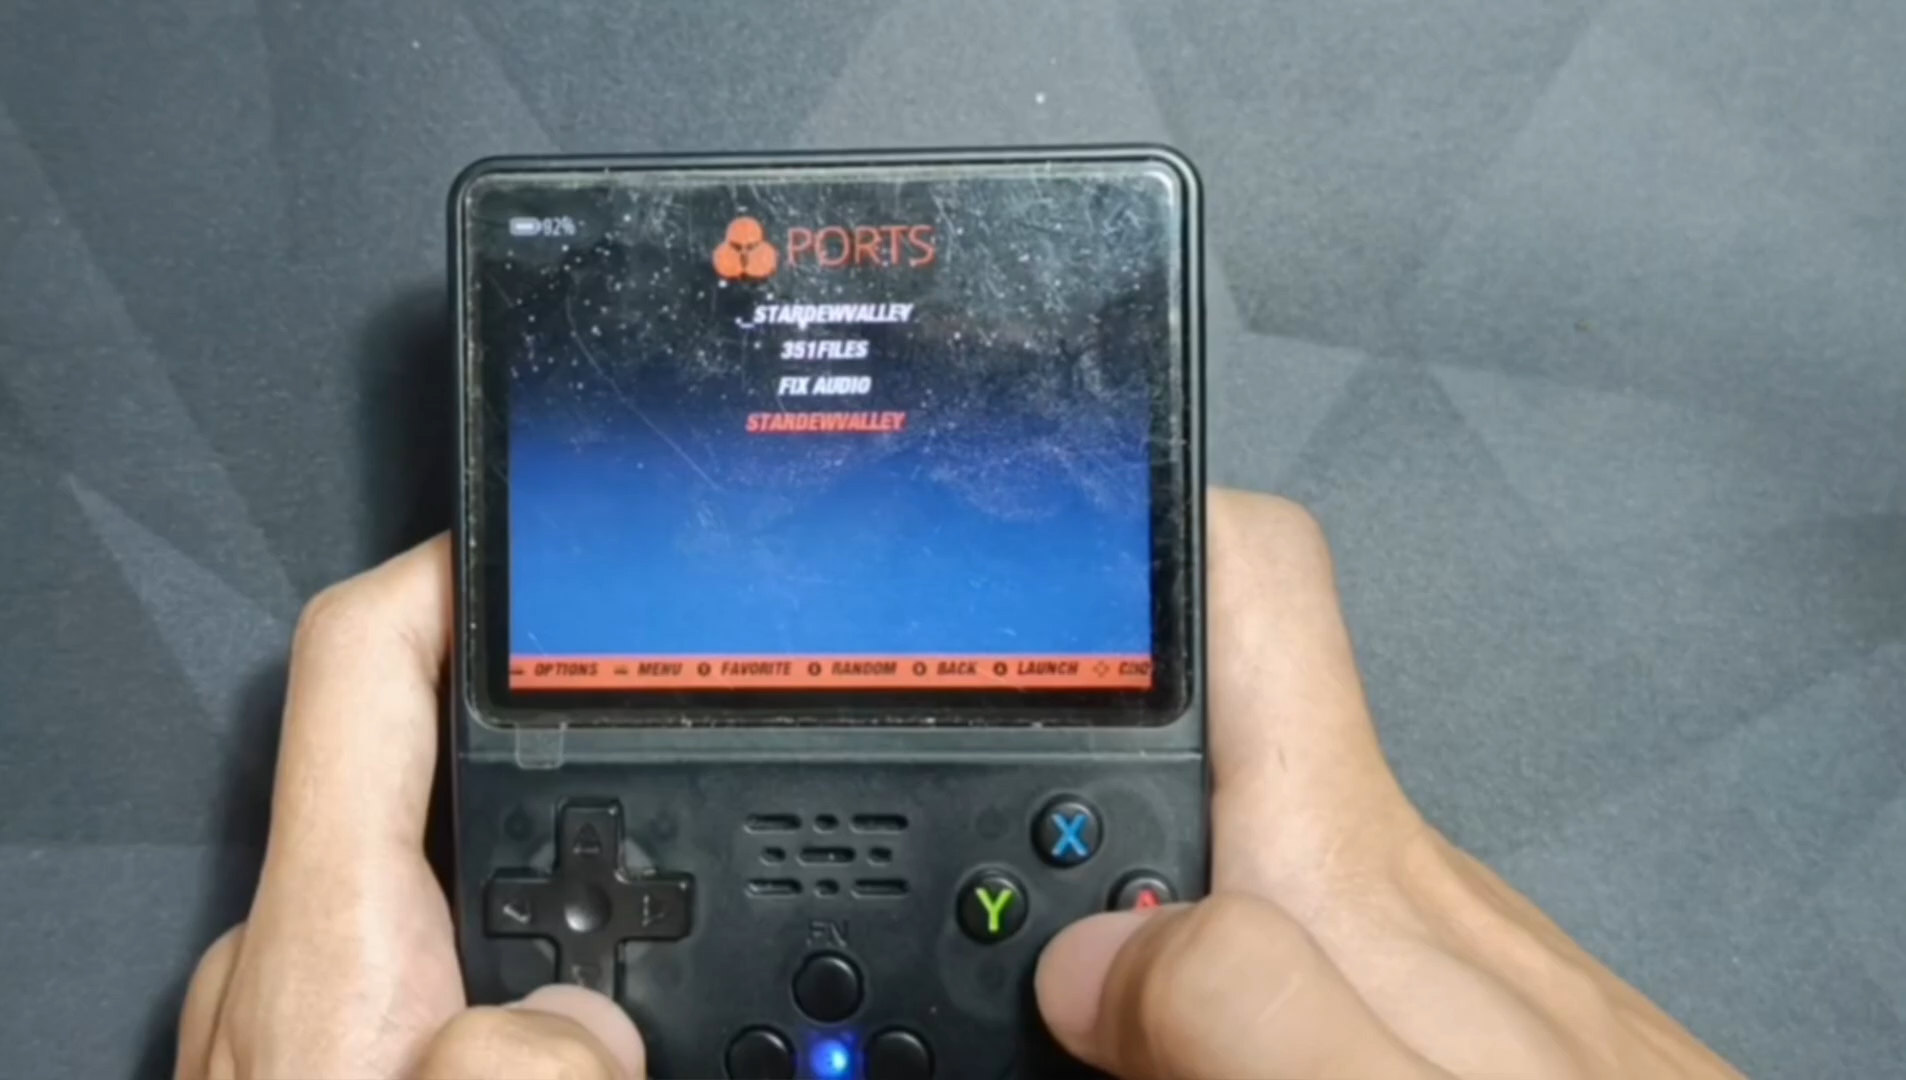 92%
PORTS
._STARDEWVALLEY
351FILES
FIX AUDIO
STARDEWVALLEY
OPTIONS MENU FAVORITE RANDOM BACK LAUNCH
X
Y
A
FN